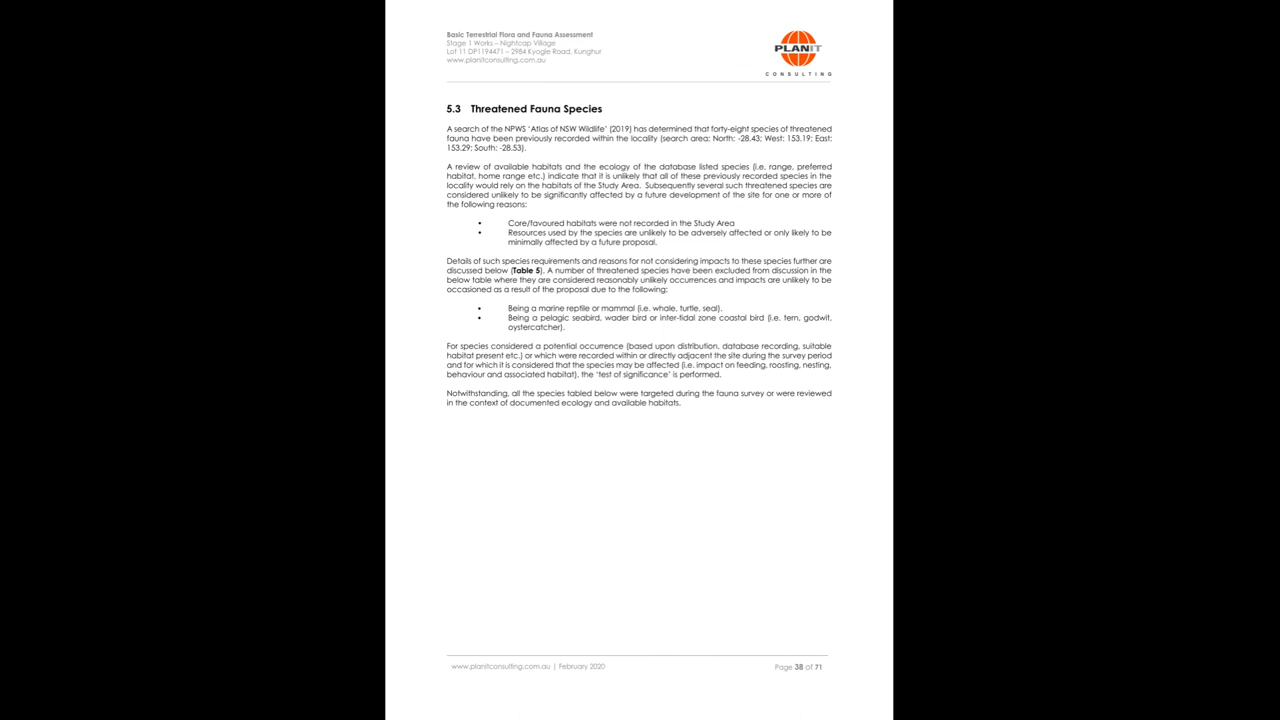 Basic Terrestrial Flora and Fauna Assessment
Stage 1 Works – Nightcap Village
Lot 11 DP1194471 – 2984 Kyogle Road, Kunghur
www.planitconsulting.com.au
PLANIT
CONSULTING
5.3 Threatened Fauna Species
A search of the NPWS ‘Atlas of NSW Wildlife’ (2019) has determined that forty-eight species of threatened
fauna have been previously recorded within the locality (search area; North: -28.43; West: 153.19; East:
153.29; South: -28.53).
A review of available habitats and the ecology of the database listed species (i.e. range, preferred
habitat, home range etc.) indicate that it is unlikely that all of these previously recorded species in the
locality would rely on the habitats of the Study Area. Subsequently several such threatened species are
considered unlikely to be significantly affected by a future development of the site for one or more of
the following reasons:
• Core/favoured habitats were not recorded in the Study Area
• Resources used by the species are unlikely to be adversely affected or only likely to be
minimally affected by a future proposal.
Details of such species requirements and reasons for not considering impacts to these species further are
discussed below (Table 5). A number of threatened species have been excluded from discussion in the
below table where they are considered reasonably unlikely occurrences and impacts are unlikely to be
occasioned as a result of the proposal due to the following;
• Being a marine reptile or mammal (i.e. whale, turtle, seal).
• Being a pelagic seabird, wader bird or inter-tidal zone coastal bird (i.e. tern, godwit,
oystercatcher).
For species considered a potential occurrence (based upon distribution, database recording, suitable
habitat present etc.) or which were recorded within or directly adjacent the site during the survey period
and for which it is considered that the species may be affected (i.e. impact on feeding, roosting, nesting,
behaviour and associated habitat), the ‘test of significance’ is performed.
Notwithstanding, all the species tabled below were targeted during the fauna survey or were reviewed
in the context of documented ecology and available habitats.
www.planitconsulting.com.au | February 2020
Page 38 of 71